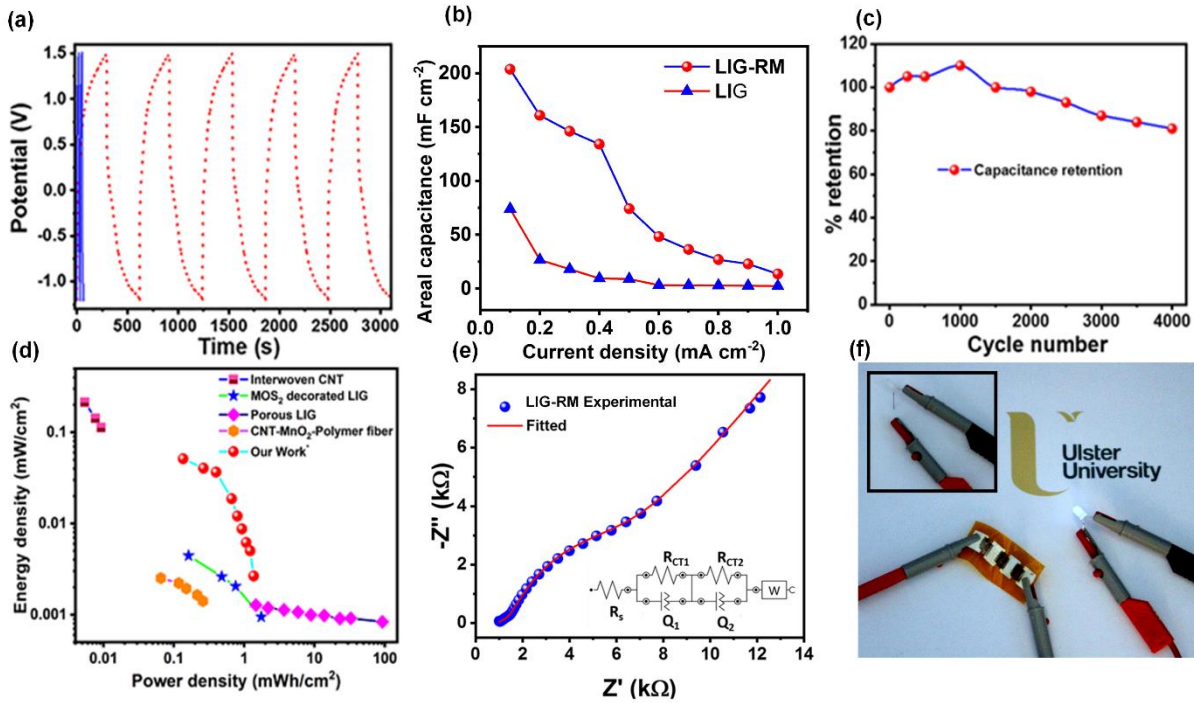 (a)
Potential (V)
1.5
1.0
0.5
0.0
-0.5
-1.0
0 500 1000 1500 2000 2500 3000
Time (s)
(b)
Areal capacitance (mF cm⁻²)
200
150
100
50
0
LIG-RM
LIG
0.0 0.2 0.4 0.6 0.8 1.0
Current density (mA cm⁻²)
(c)
% retention
120
100
80
60
40
20
0
Capacitance retention
0 1000 2000 3000 4000
Cycle number
(d)
Energy density (mW/cm²)
0.1
0.01
0.001
Interwoven CNT
MOS₂ decorated LIG
Porous LIG
CNT-MnO₂-Polymer fiber
Our Work*
0.01 0.1 1 10 100
Power density (mWh/cm²)
(e)
-Z'' (kΩ)
8 k
6 k
4 k
2 k
0
LIG-RM Experimental
Fitted
R_CT1 R_CT2
R_s Q₁ Q₂ W
0 2 4 6 8 10 12 14
Z' (kΩ)
(f)
Ulster
University